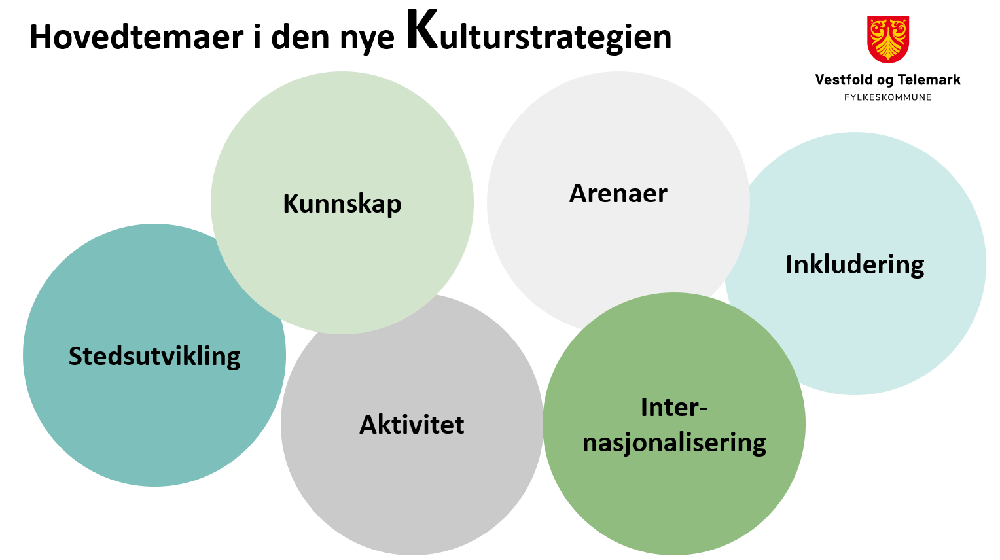 Hovedtemaer i den nye Kulturstrategien
Vestfold og Telemark
FYLKESKOMMUNE
Kunnskap
Arenaer
Inkludering
Stedsutvikling
Aktivitet
Inter-
nasjonalisering